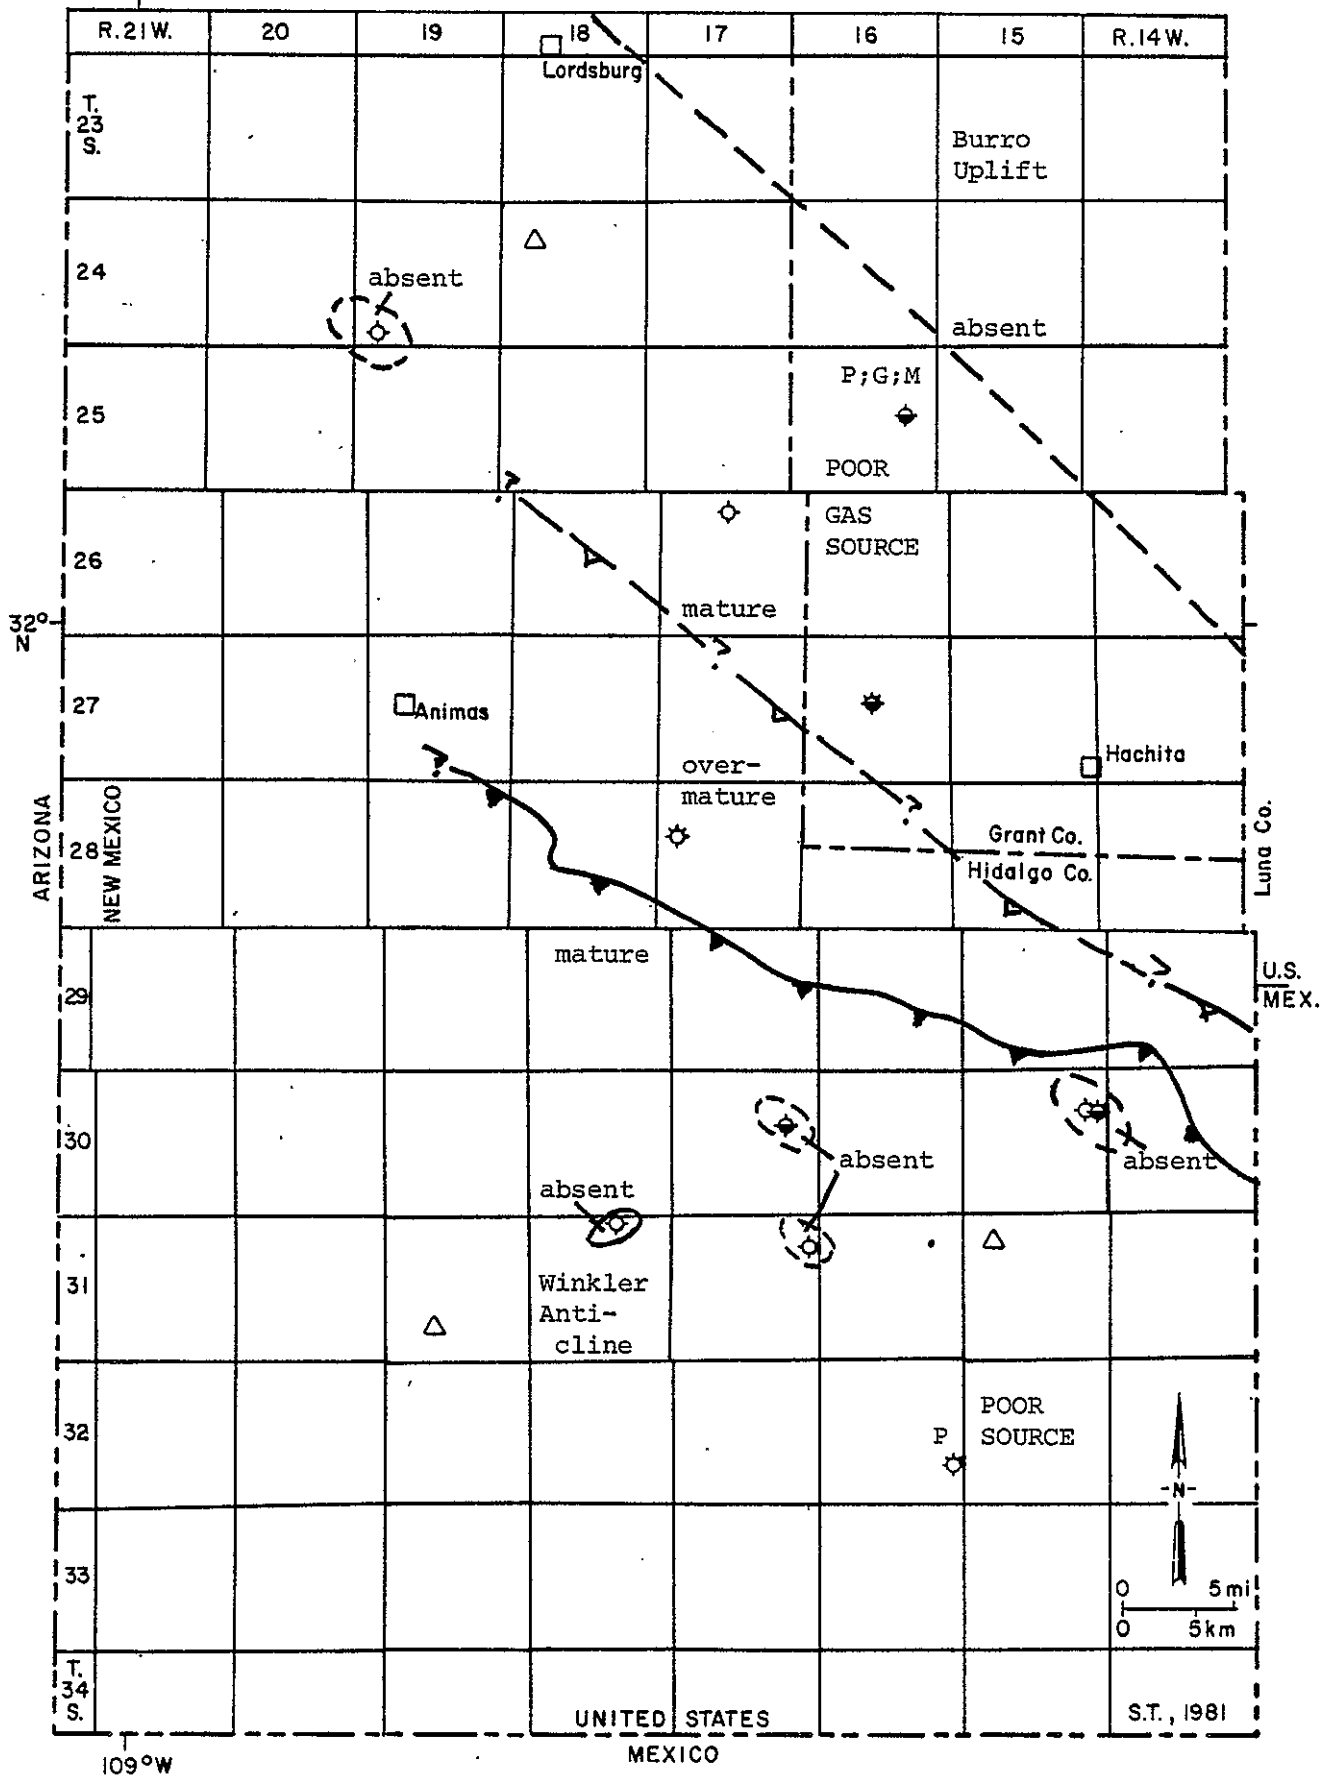 R.21W. 20 19 18 17 16 15 R.14W.
Lordsburg
T.
23
S.
Burro
Uplift
24
absent
absent
P;G;M
25
POOR
GAS
SOURCE
26
mature
32°
N
?
?
27
Animas
Hachita
?
over-
mature
?
ARIZONA
NEW MEXICO
28
Grant Co.
Hidalgo Co.
Luna Co.
mature
29
?
U.S.
MEX.
30
absent
absent
absent
31
Winkler
Anti-
cline
32
POOR
P SOURCE
-N-
33
0 5 mi
0 5 km
T.
34
S.
UNITED STATES
MEXICO
S.T., 1981
109°W